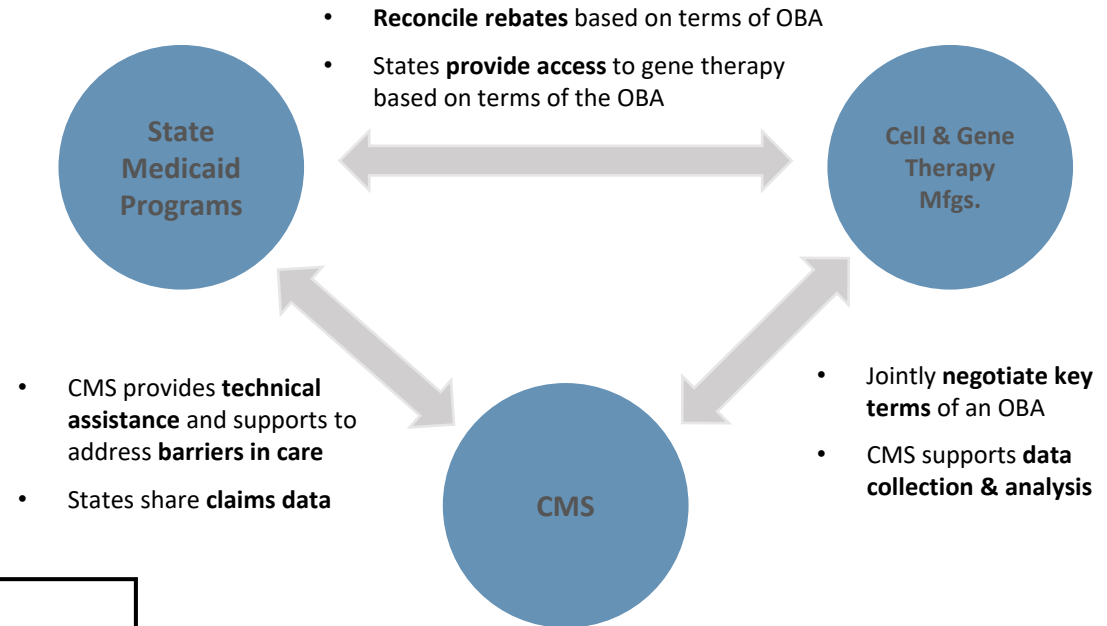 • Reconcile rebates based on terms of OBA
• States provide access to gene therapy
based on terms of the OBA
State
Medicaid
Programs
Cell & Gene
Therapy
Mfgs.
• CMS provides technical
assistance and supports to
address barriers in care
• States share claims data
• Jointly negotiate key
terms of an OBA
• CMS supports data
collection & analysis
CMS